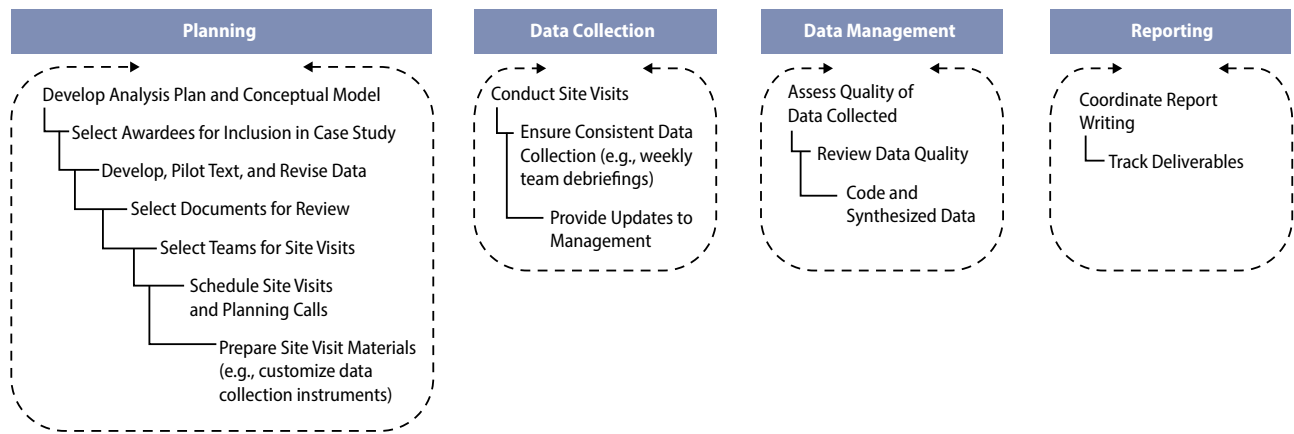 Planning
Develop Analysis Plan and Conceptual Model
Select Awardees for Inclusion in Case Study
Develop, Pilot Text, and Revise Data
Select Documents for Review
Select Teams for Site Visits
Schedule Site Visits
and Planning Calls
Prepare Site Visit Materials
(e.g., customize data
collection instruments)
Data Collection
Conduct Site Visits
Ensure Consistent Data
Collection (e.g., weekly
team debriefings)
Provide Updates to
Management
Data Management
Assess Quality of
Data Collected
Review Data Quality
Code and
Synthesized Data
Reporting
Coordinate Report
Writing
Track Deliverables